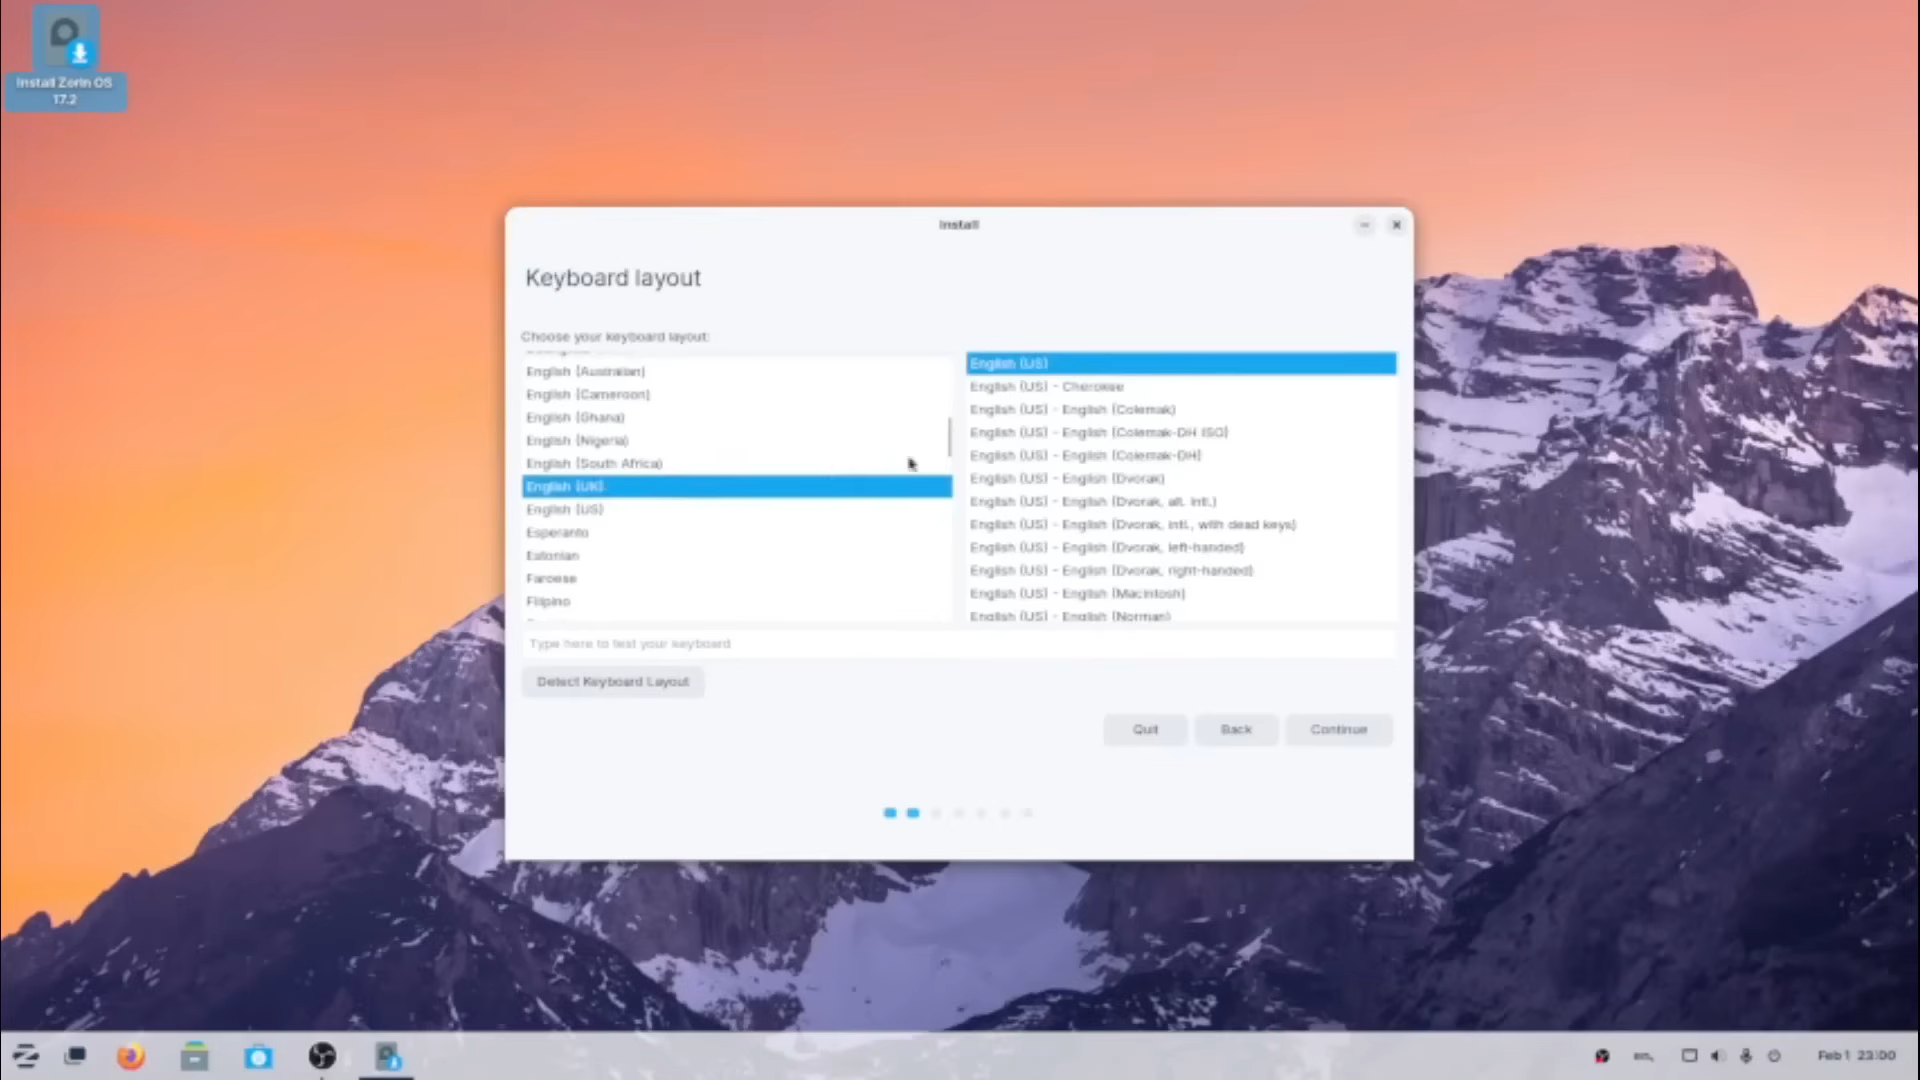 Install Zorin OS
17.2
Install
Keyboard layout
Choose your keyboard layout:
English (Australian)
English (Cameroon)
English (Ghana)
English (Nigeria)
English (South Africa)
English (UK)
English (US)
Esperanto
Estonian
Faroese
Filipino
English (US)
English (US) - Cherokee
English (US) - English (Colemak)
English (US) - English (Colemak-DH ISO)
English (US) - English (Colemak-DH)
English (US) - English (Dvorak)
English (US) - English (Dvorak, alt. intl.)
English (US) - English (Dvorak, intl., with dead keys)
English (US) - English (Dvorak, left-handed)
English (US) - English (Dvorak, right-handed)
English (US) - English (Macintosh)
English (US) - English (Norman)
Type here to test your keyboard
Detect Keyboard Layout
Quit
Back
Continue
Feb 1 23:00